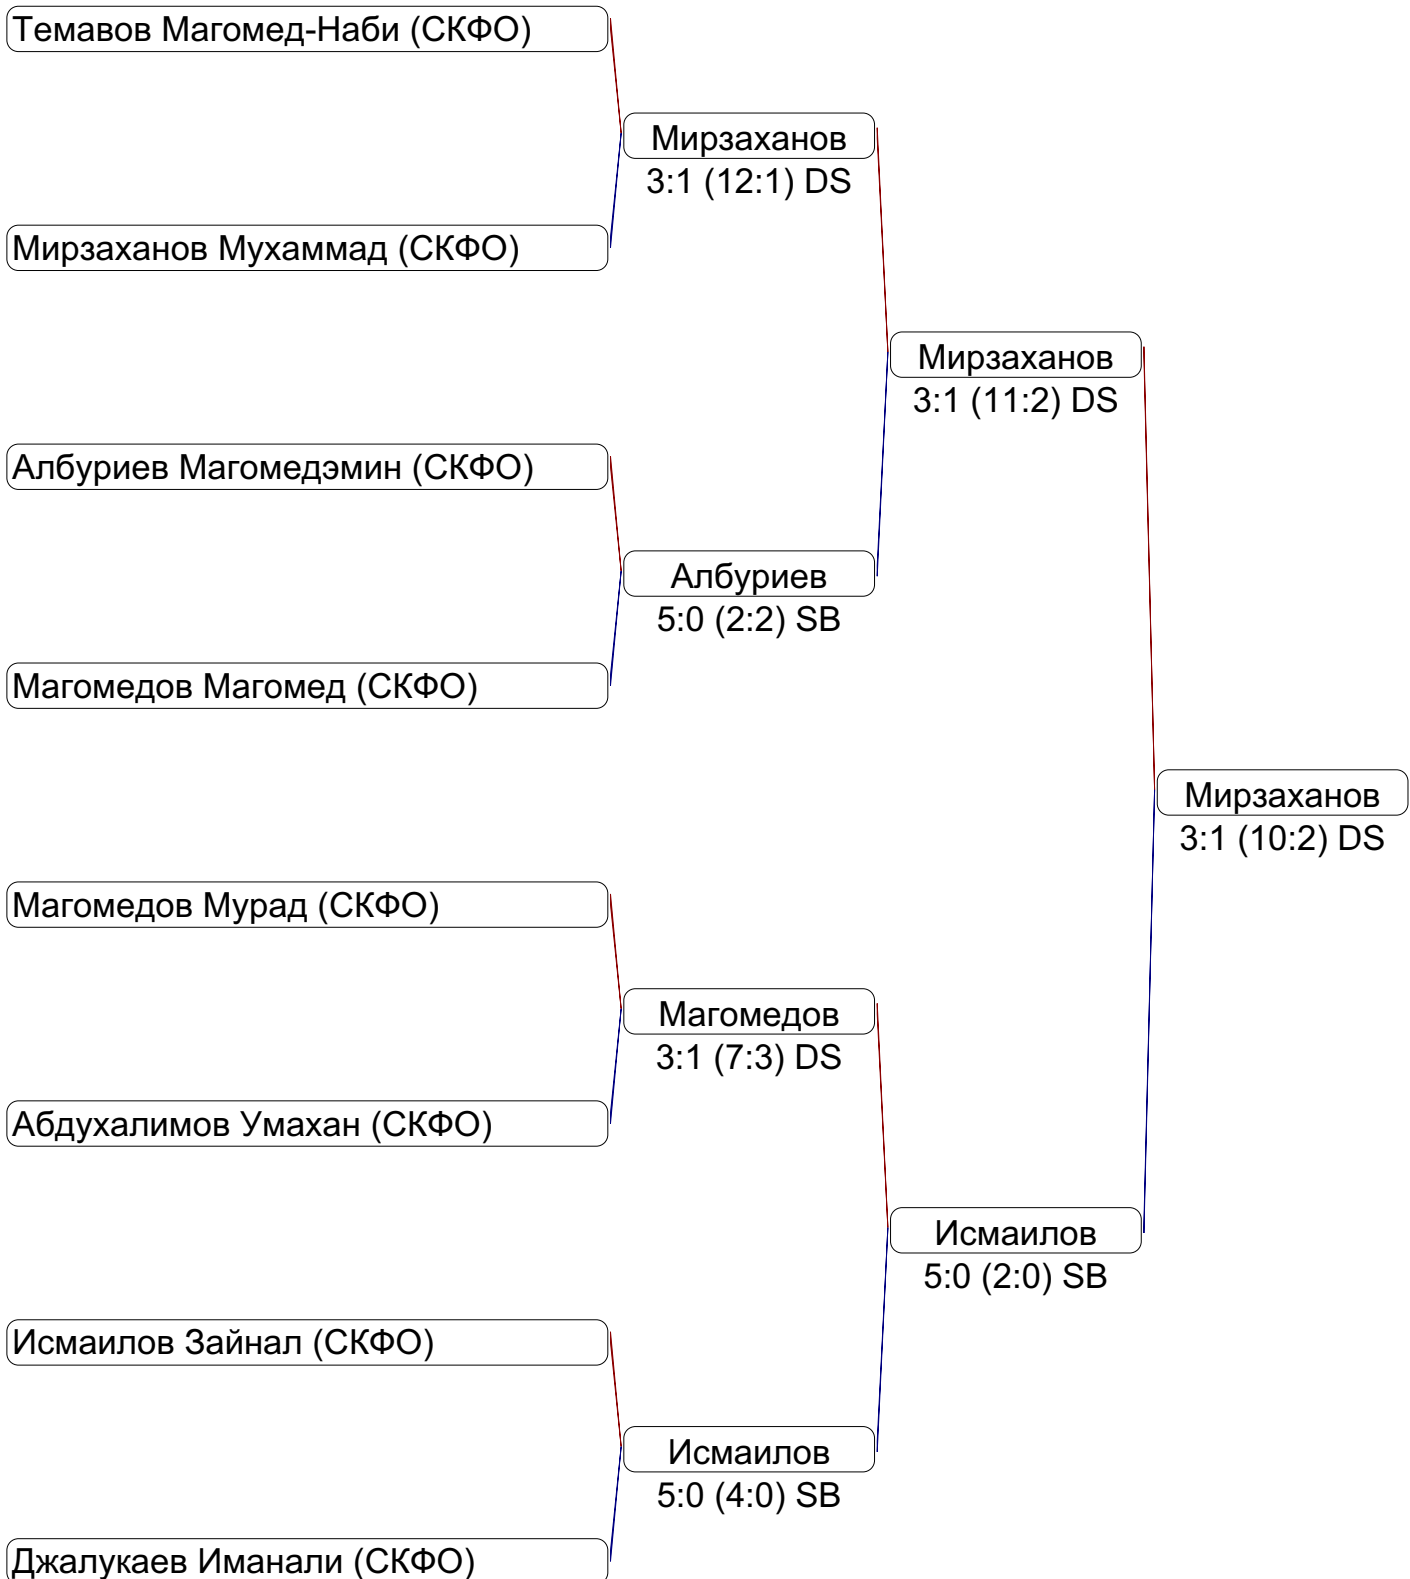 Темавов Магомед-Наби (СКФО)
Мирзаханов
3:1 (12:1) DS
Мирзаханов Мухаммад (СКФО)
Мирзаханов
3:1 (11:2) DS
Албуриев Магомедэмин (СКФО)
Албуриев
5:0 (2:2) SB
Магомедов Магомед (СКФО)
Мирзаханов
3:1 (10:2) DS
Магомедов Мурад (СКФО)
Магомедов
3:1 (7:3) DS
Абдухалимов Умахан (СКФО)
Исмаилов
5:0 (2:0) SB
Исмаилов Зайнал (СКФО)
Исмаилов
5:0 (4:0) SB
Джалукаев Иманали (СКФО)